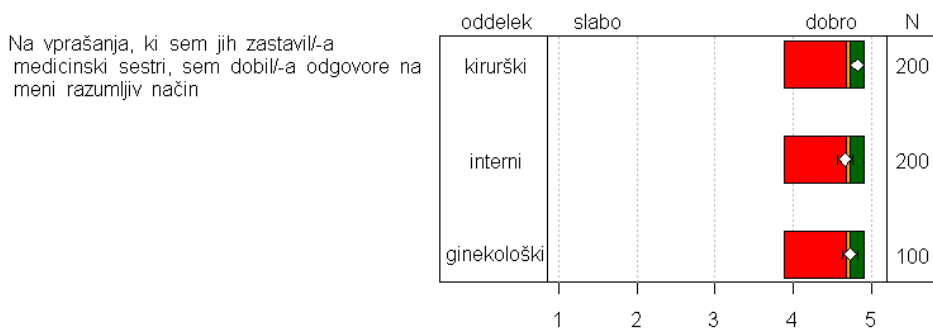 oddelek slabo dobro N
Na vprašanja, ki sem jih zastavil/-a
medicinski sestri, sem dobil/-a odgovore na
meni razumljiv način
kirurški 200
interni 200
ginekološki 100
1 2 3 4 5